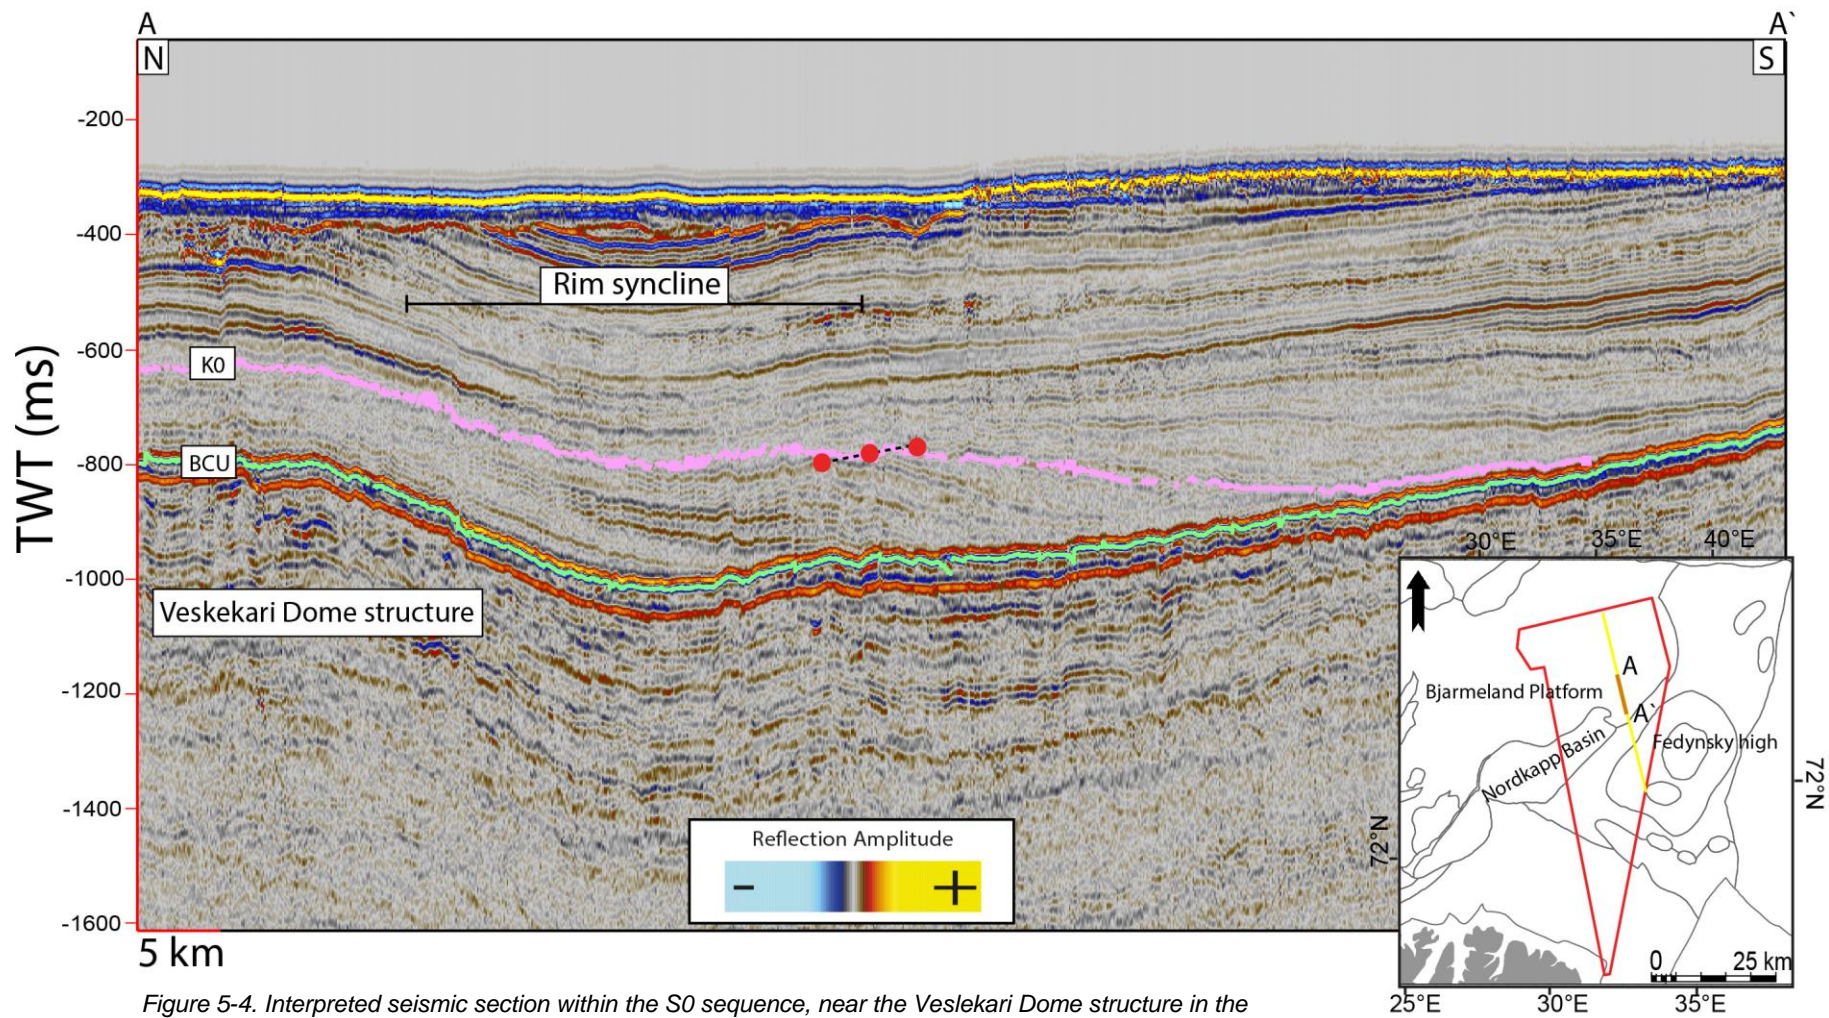 A
A`
N
S
-200
-400
-600
-800
-1000
-1200
-1400
-1600
TWT (ms)
Rim syncline
K0
BCU
Veskekari Dome structure
Reflection Amplitude
− +
5 km
30°E 35°E 40°E
A
Bjarmeland Platform
A`
Fedynsky high
Nordkapp Basin
72°N
72°N
0 25 km
25°E 30°E 35°E
Figure 5-4. Interpreted seismic section within the S0 sequence, near the Veslekari Dome structure in the